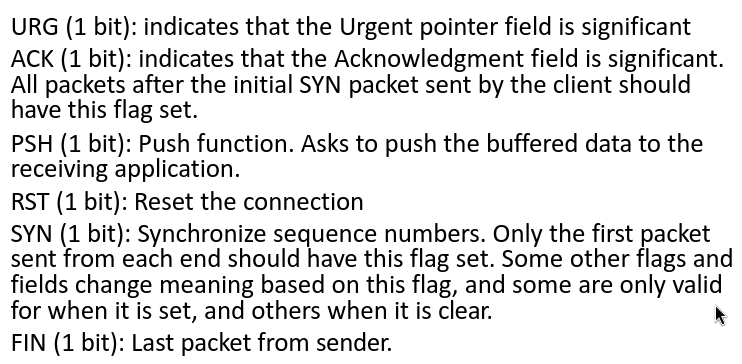 URG (1 bit): indicates that the Urgent pointer field is significant
ACK (1 bit): indicates that the Acknowledgment field is significant.
All packets after the initial SYN packet sent by the client should
have this flag set.
PSH (1 bit): Push function. Asks to push the buffered data to the
receiving application.
RST (1 bit): Reset the connection
SYN (1 bit): Synchronize sequence numbers. Only the first packet
sent from each end should have this flag set. Some other flags and
fields change meaning based on this flag, and some are only valid
for when it is set, and others when it is clear.
FIN (1 bit): Last packet from sender.